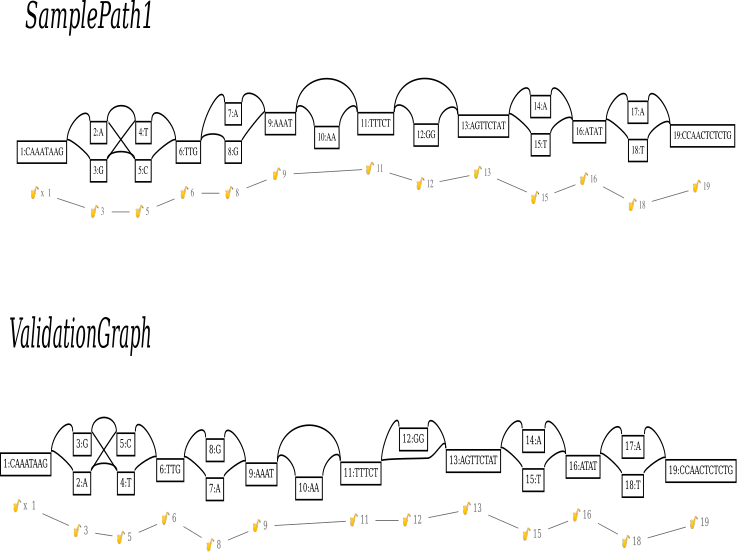 SamplePath1
7:A
14:A
17:A
2:A 4:T 9:AAAT 10:AA 11:TTTCT 12:GG 13:AGTTCTAT 16:ATAT 19:CCAACTCTCTG
1:CAAATAAG 3:G 5:C 6:TTG 8:G 15:T 18:T
x 1 3 5 6 8 9 11 12 13 15 16 18 19
ValidationGraph
3:G 5:C 8:G 12:GG 14:A 17:A
1:CAAATAAG 6:TTG 9:AAAT 11:TTTCT 13:AGTTCTAT 16:ATAT 19:CCAACTCTCTG
2:A 4:T 7:A 10:AA 15:T 18:T
x 1 3 5 6 8 9 11 12 13 15 16 18 19